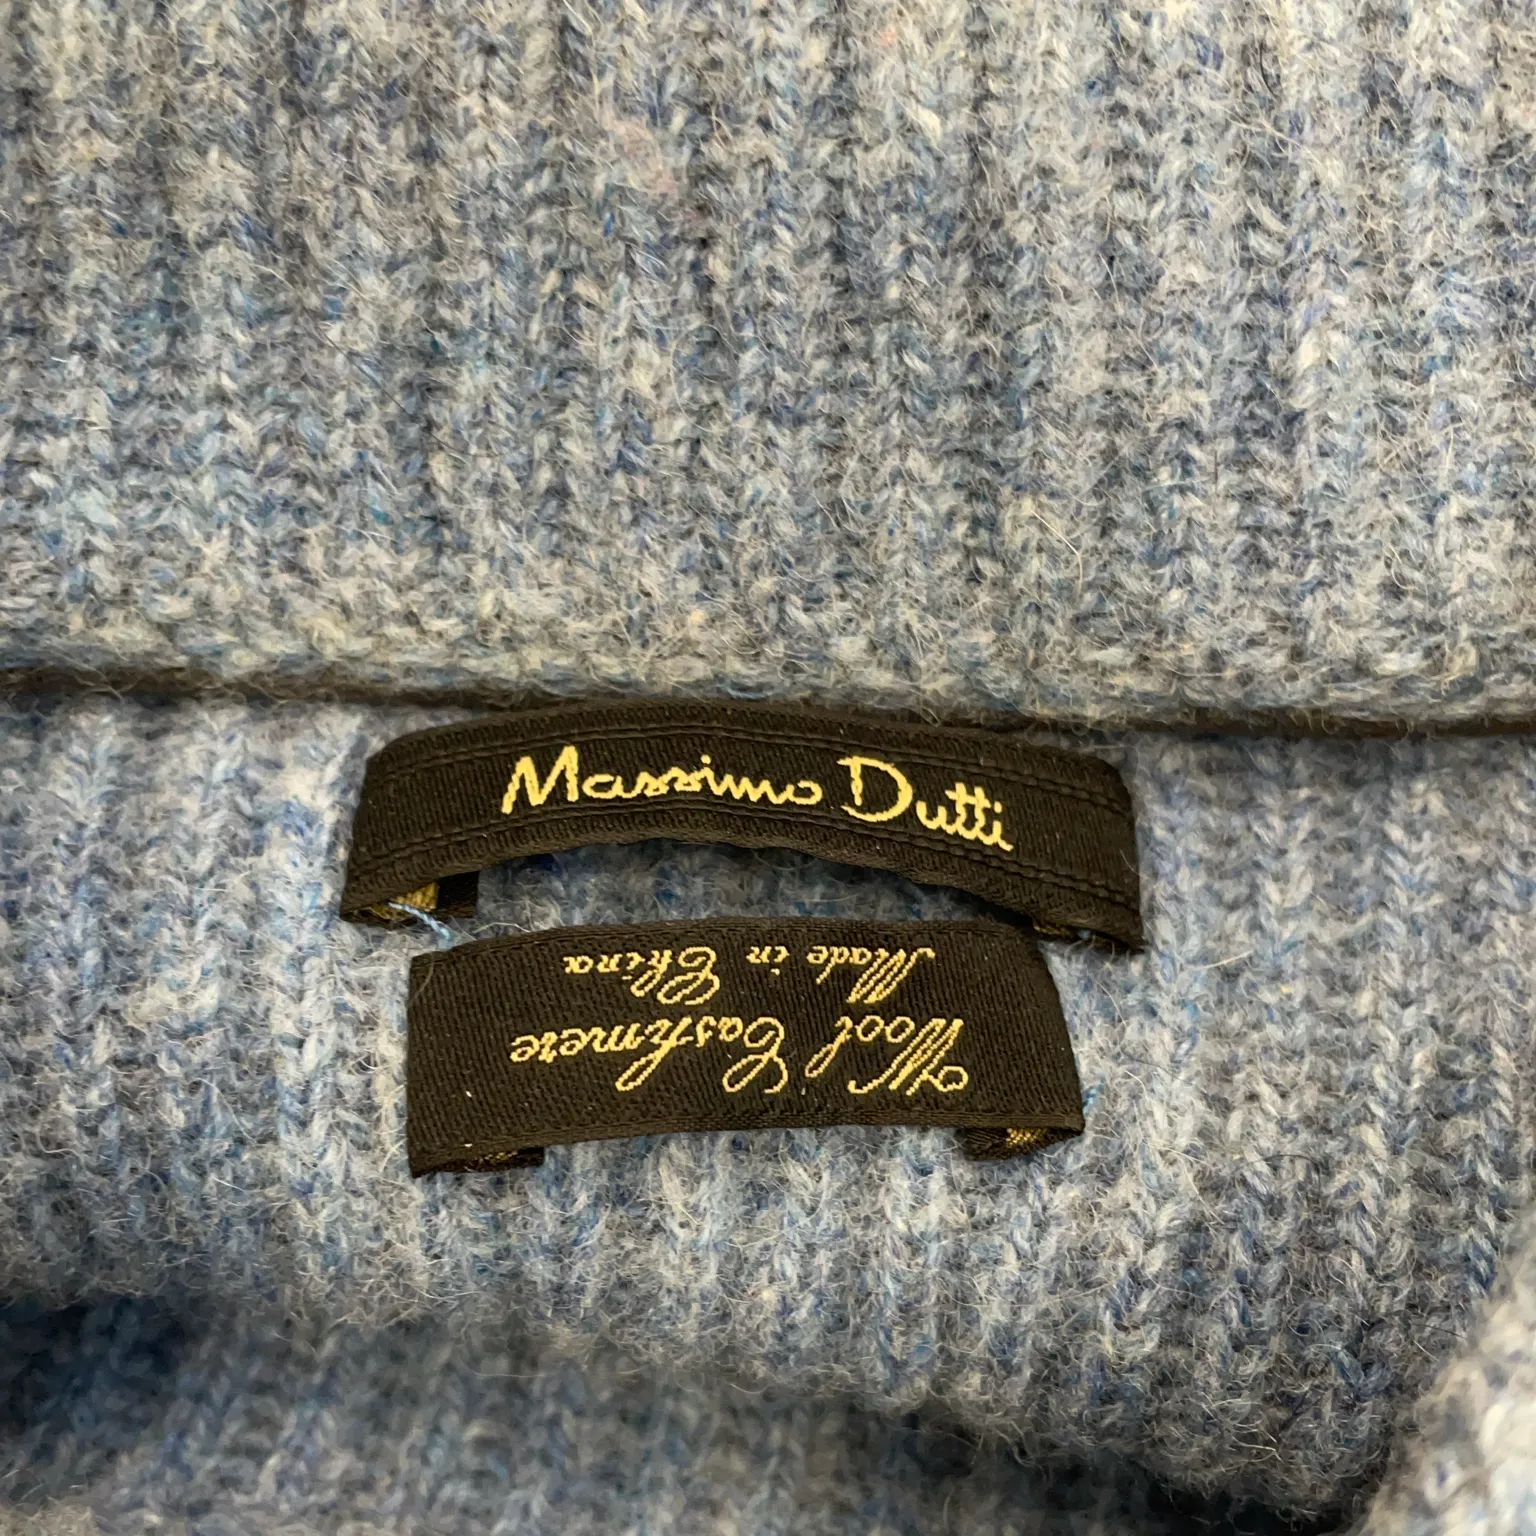 Massimo Dutti
Wool Cashmere
Made in China